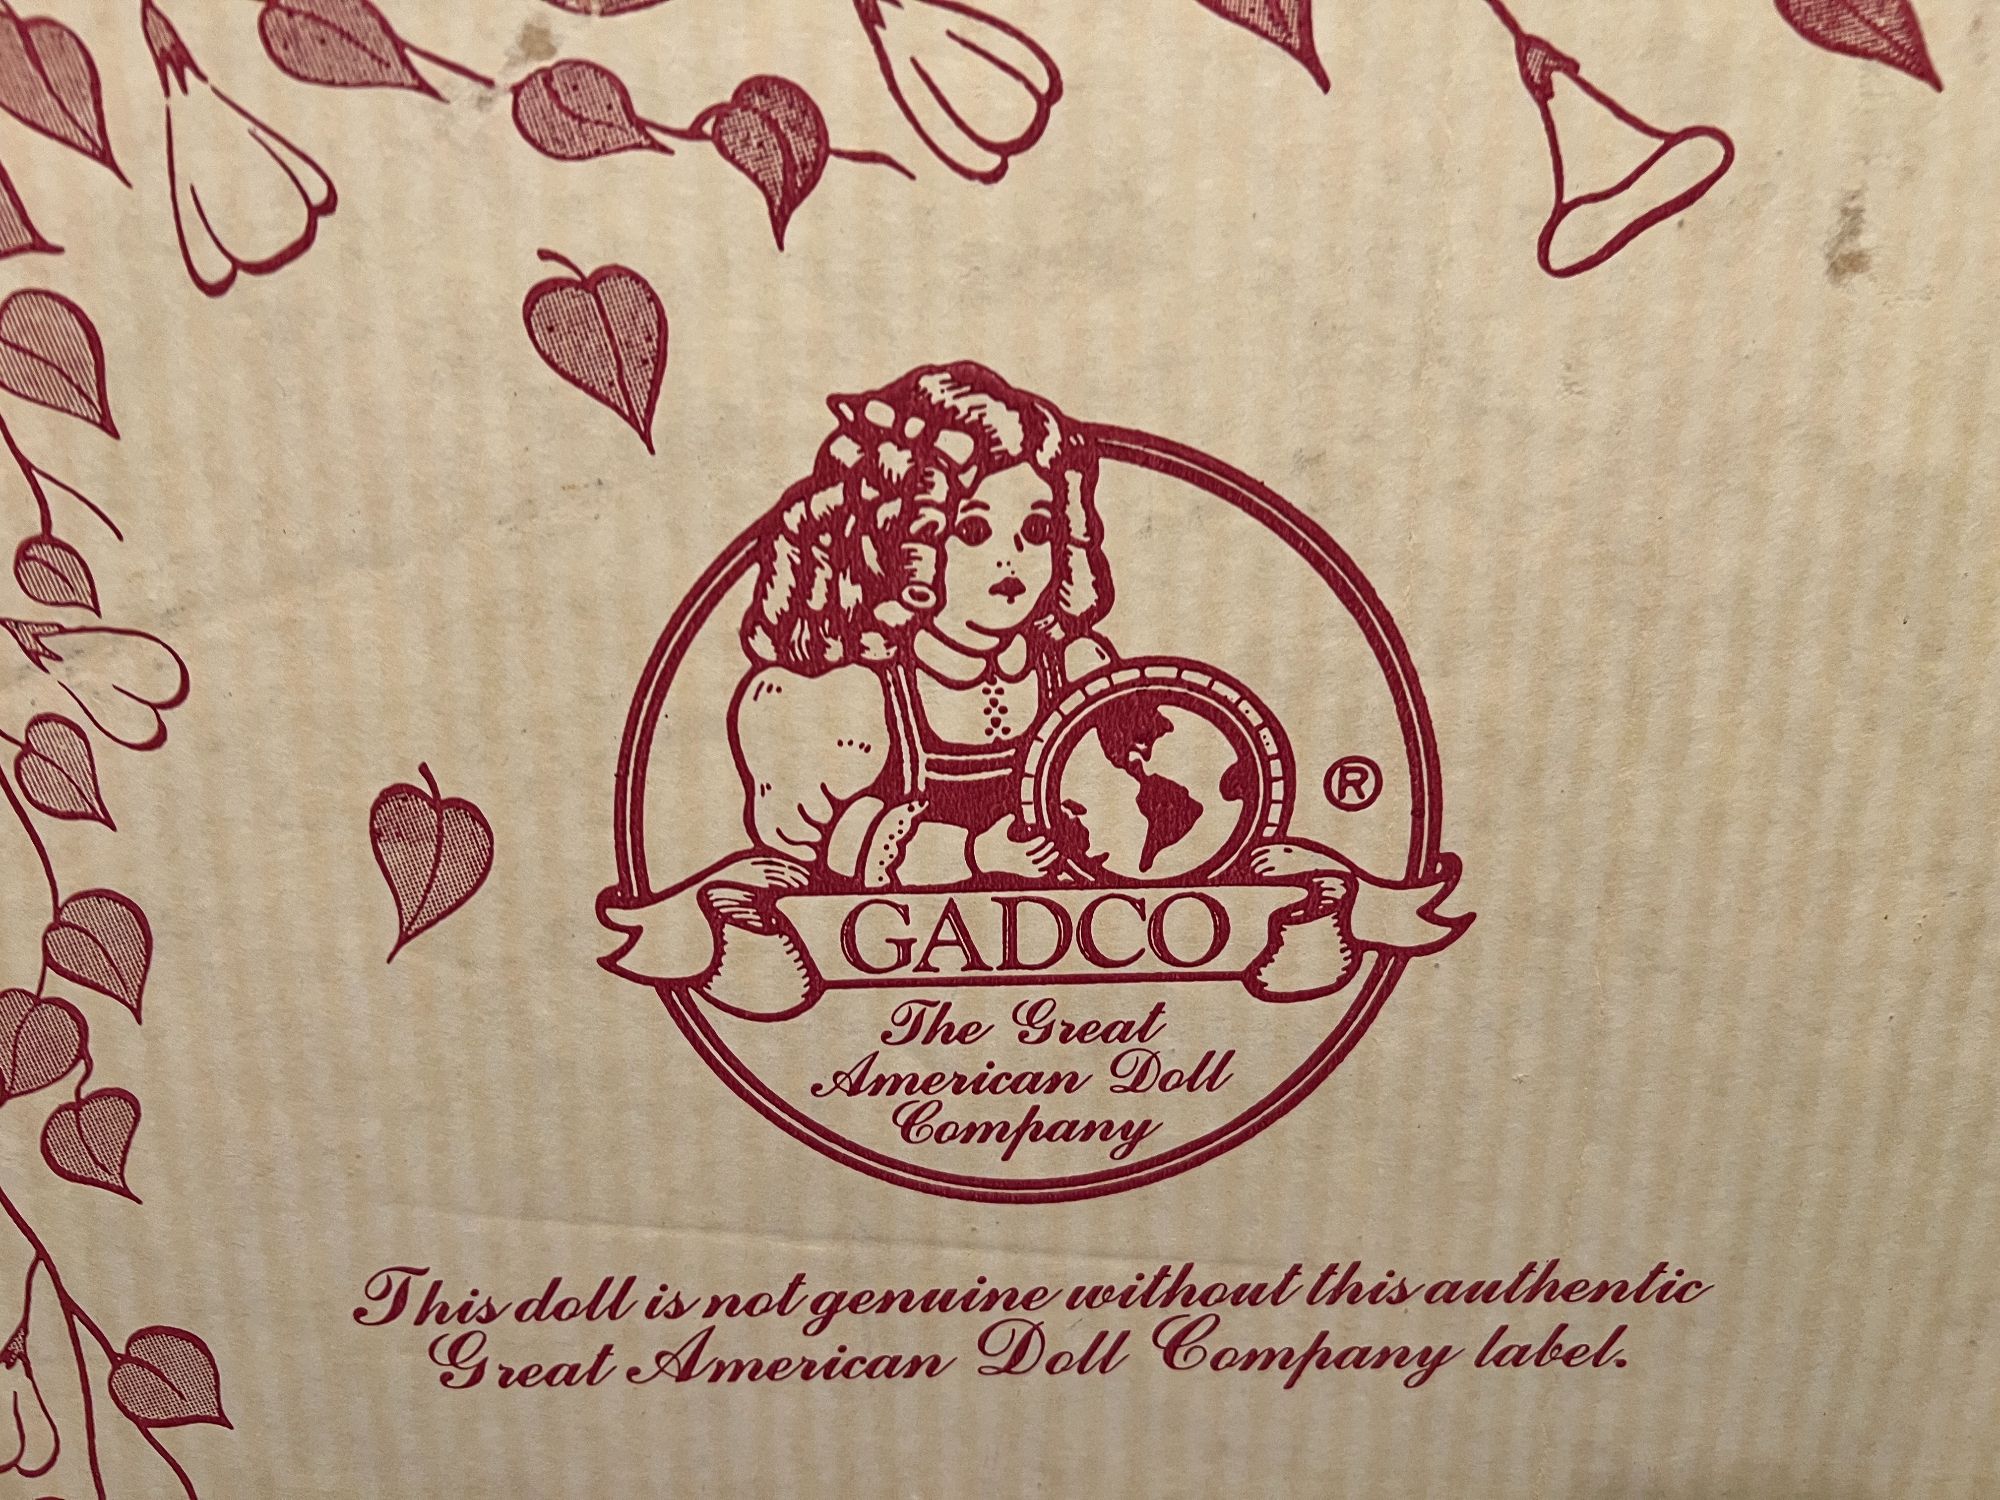 ®
GADCO
The Great
American Doll
Company
This doll is not genuine without this authentic
Great American Doll Company label.